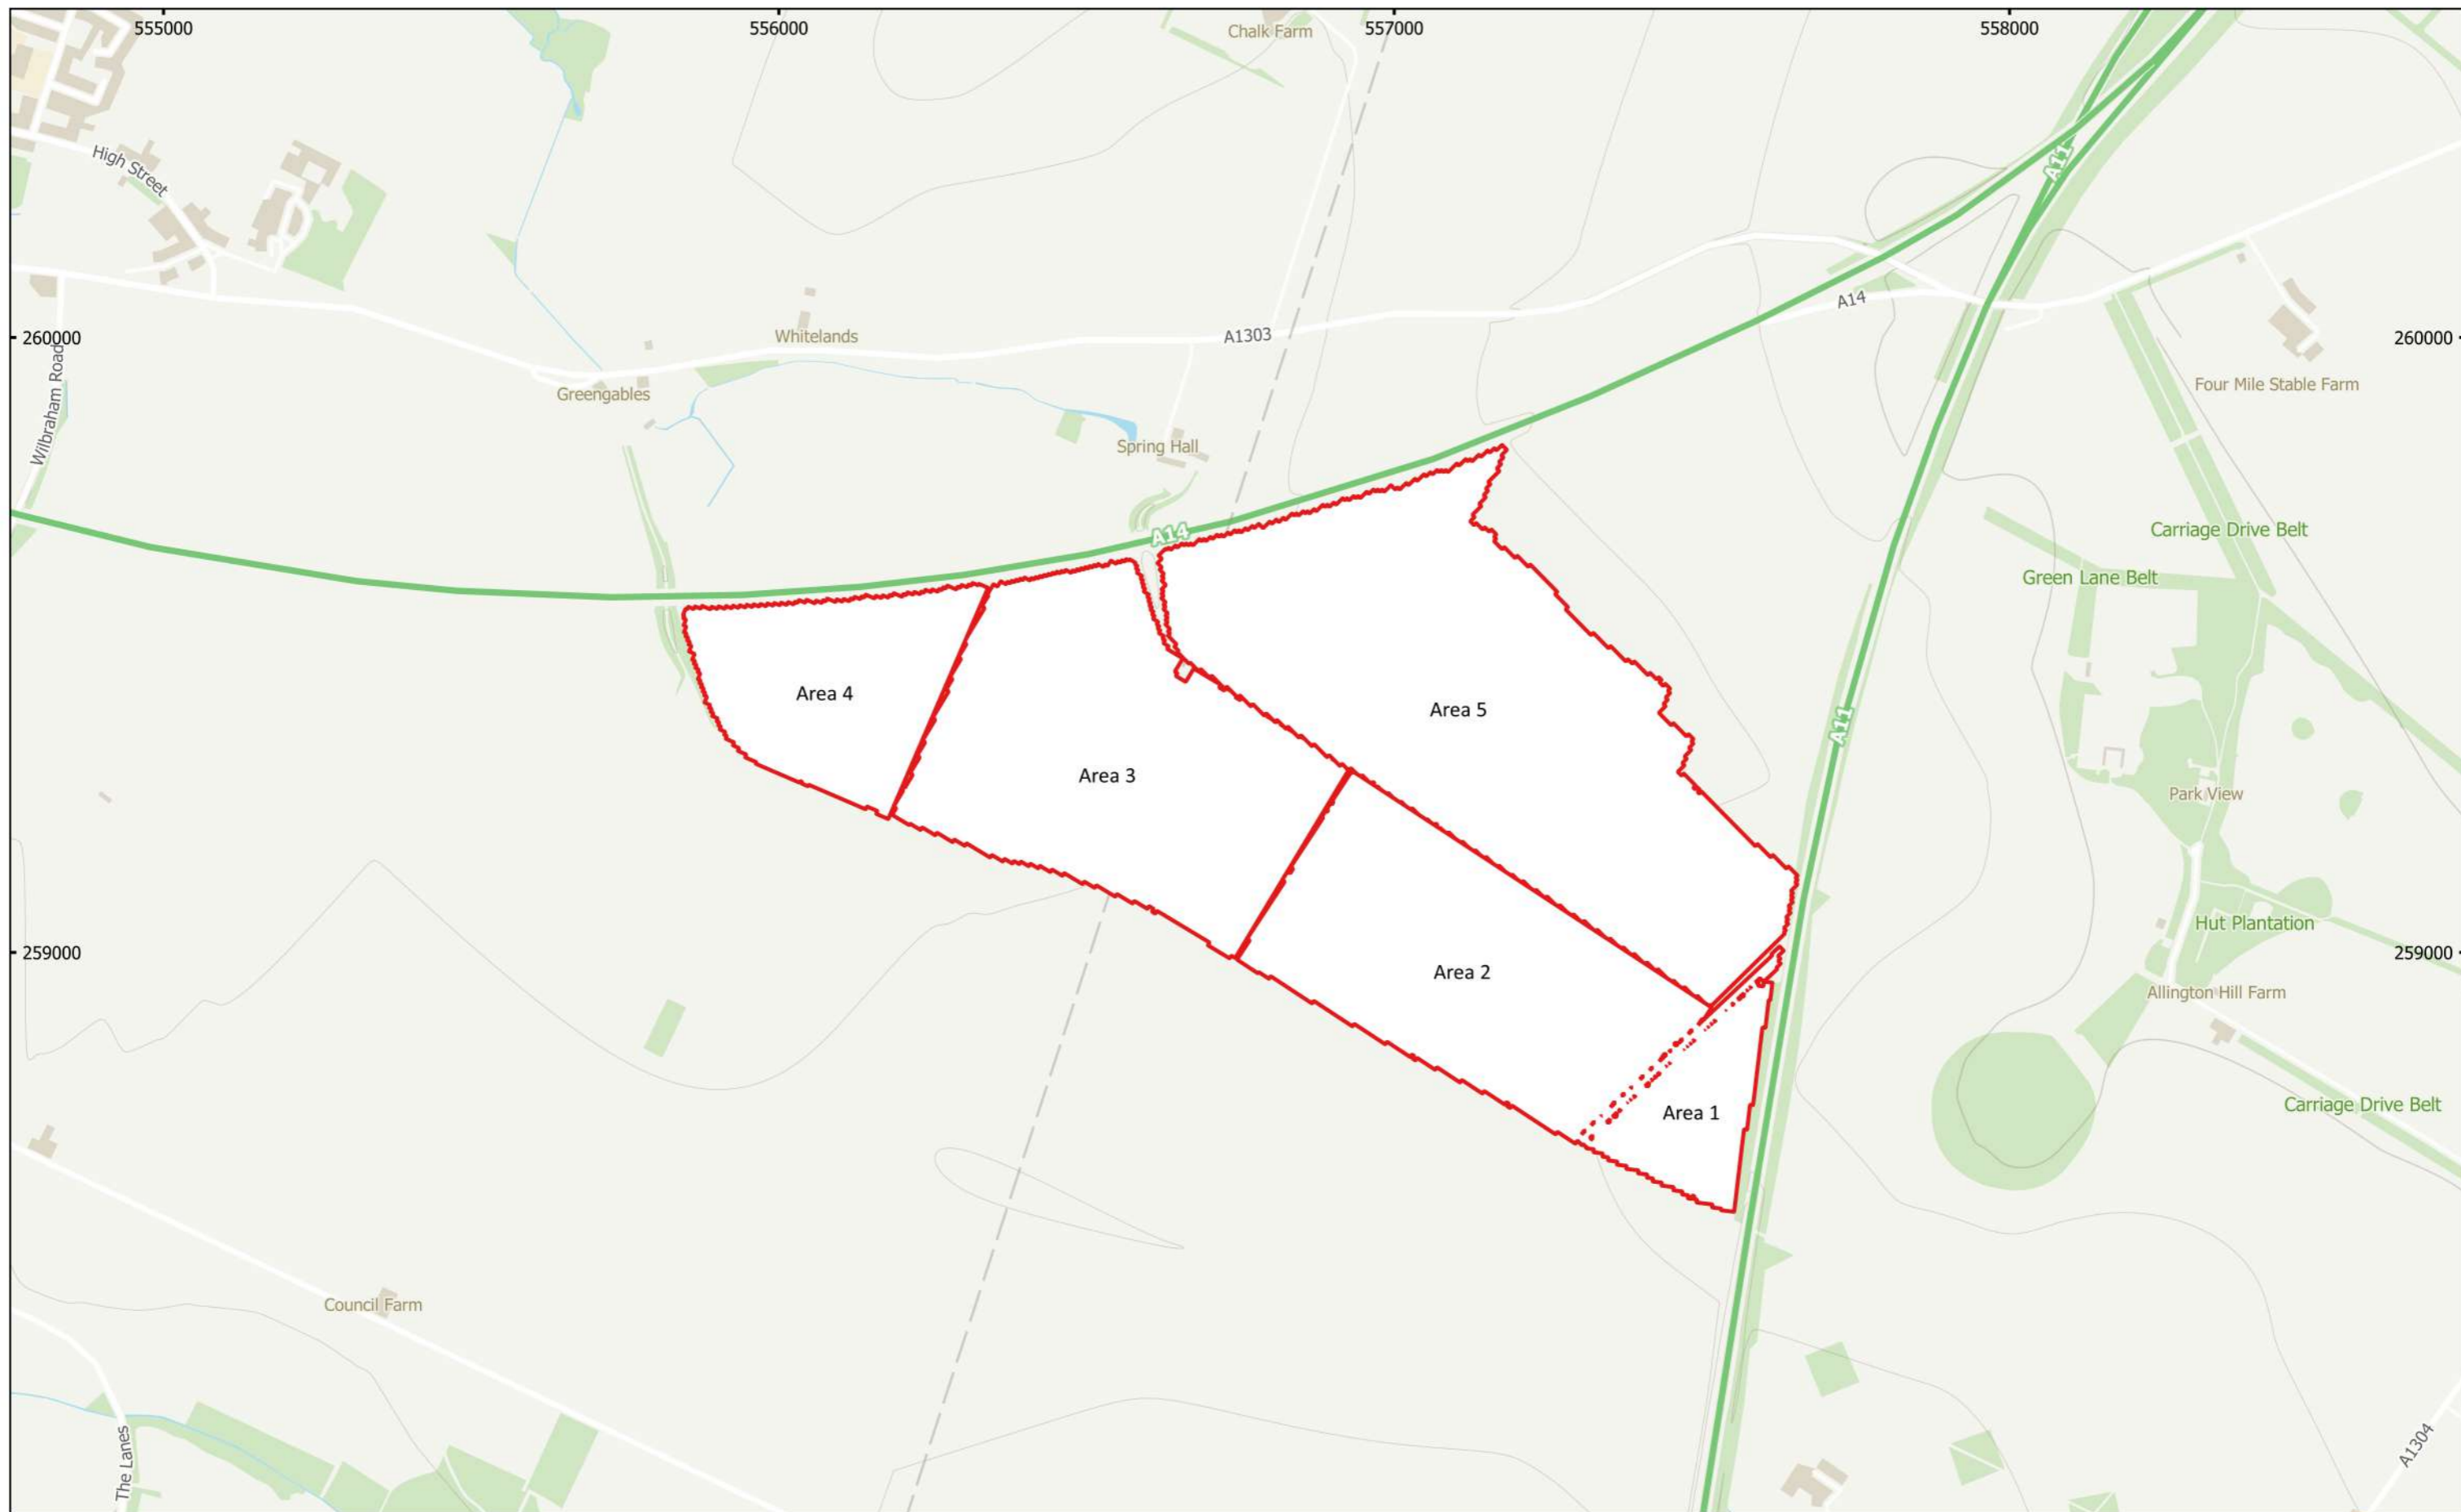 555000
556000
557000
558000
Chalk Farm
High Street
A11
A14
260000
Whitelands
A1303
260000
Wilbraham Road
Greengables
Four Mile Stable Farm
Spring Hall
A14
Carriage Drive Belt
Green Lane Belt
Area 4
Area 5
A11
Area 3
Park View
Hut Plantation
259000
Area 2
259000
Allington Hill Farm
Area 1
Carriage Drive Belt
Council Farm
The Lanes
A1304